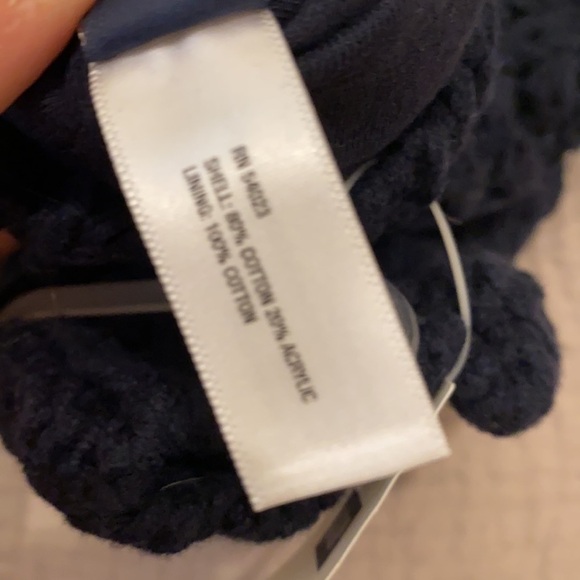 RN 54023
SHELL: 80% COTTON 20% ACRYLIC
LINING: 100% COTTON